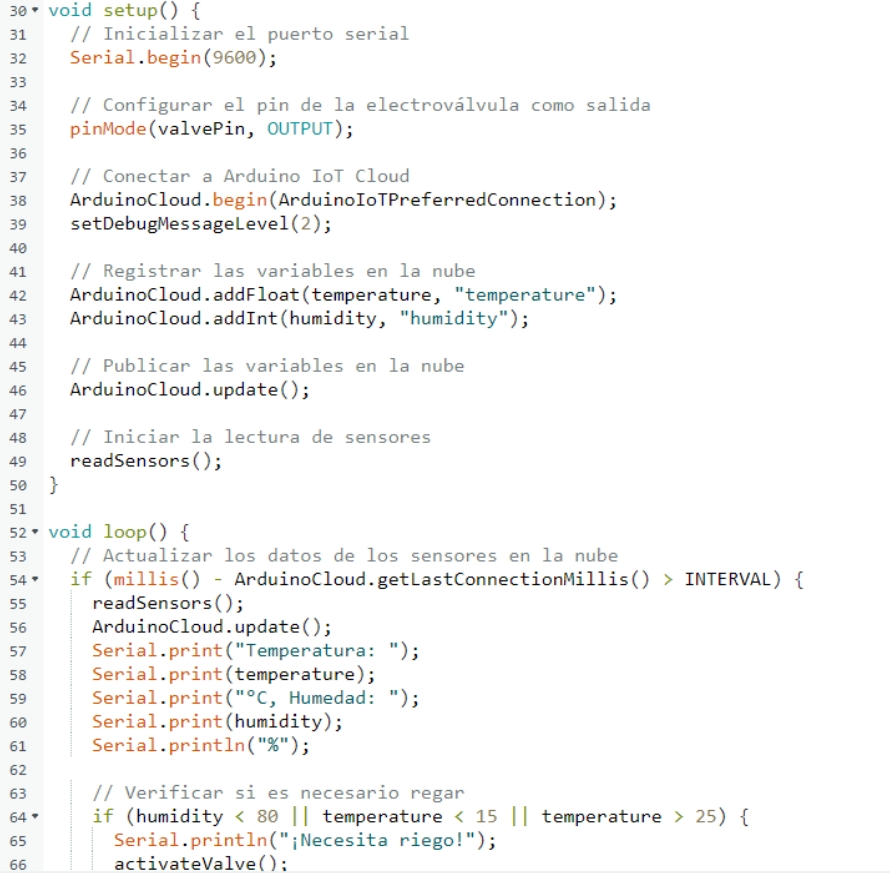 30 void setup() {
31 // Inicializar el puerto serial
32 Serial.begin(9600);
33
34 // Configurar el pin de la electroválvula como salida
35 pinMode(valvePin, OUTPUT);
36
37 // Conectar a Arduino IoT Cloud
38 ArduinoCloud.begin(ArduinoIoTPreferredConnection);
39 setDebugMessageLevel(2);
40
41 // Registrar las variables en la nube
42 ArduinoCloud.addFloat(temperature, "temperature");
43 ArduinoCloud.addInt(humidity, "humidity");
44
45 // Publicar las variables en la nube
46 ArduinoCloud.update();
47
48 // Iniciar la lectura de sensores
49 readSensors();
50 }
51
52 void loop() {
53 // Actualizar los datos de los sensores en la nube
54 if (millis() - ArduinoCloud.getLastConnectionMillis() > INTERVAL) {
55 readSensors();
56 ArduinoCloud.update();
57 Serial.print("Temperatura: ");
58 Serial.print(temperature);
59 Serial.print("°C, Humedad: ");
60 Serial.print(humidity);
61 Serial.println("%");
62
63 // Verificar si es necesario regar
64 if (humidity < 80 || temperature < 15 || temperature > 25) {
65 Serial.println("¡Necesita riego!");
66 activateValve();